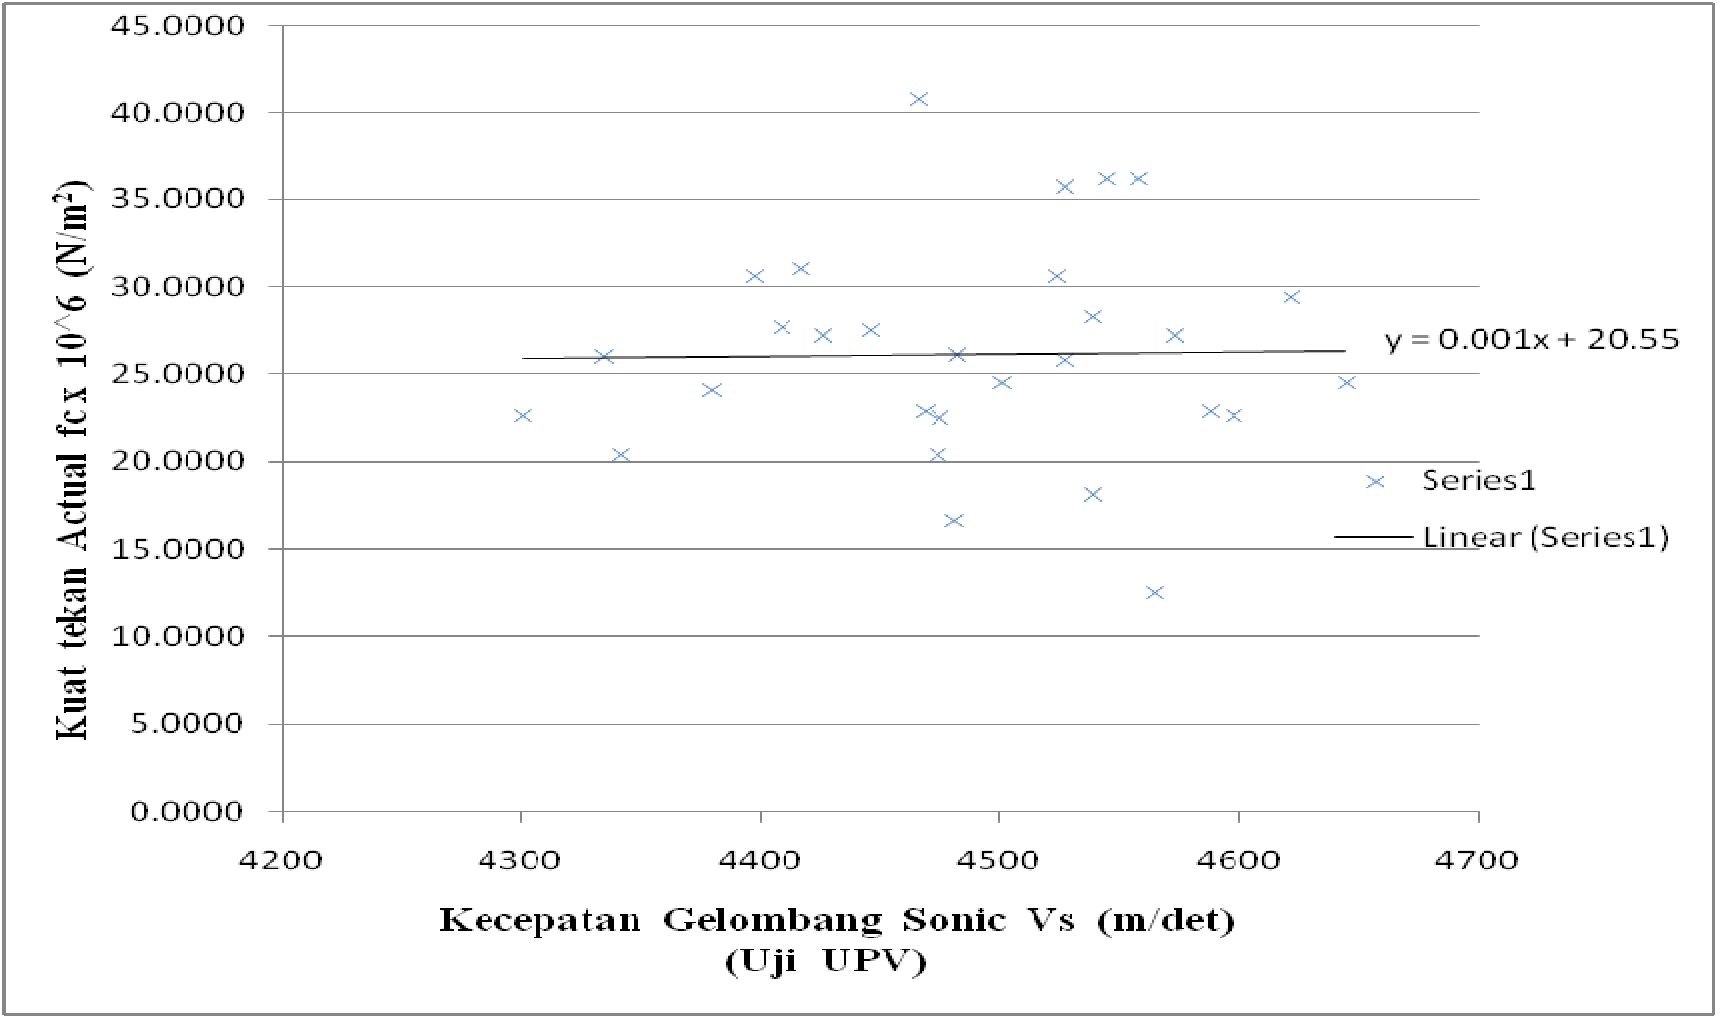 45.0000
40.0000
35.0000
30.0000
25.0000
20.0000
15.0000
10.0000
5.0000
0.0000
Kuat tekan Actual fc x 10^6 (N/m²)
y = 0.001x + 20.55
Series1
Linear (Series1)
4200 4300 4400 4500 4600 4700
Kecepatan Gelombang Sonic Vs (m/det)
(Uji UPV)